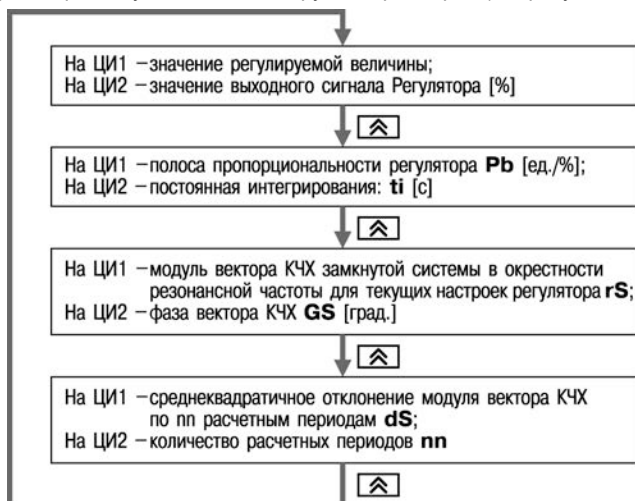 На ЦИ1 –значение регулируемой величины;
На ЦИ2 –значение выходного сигнала Регулятора [%]
На ЦИ1 –полоса пропорциональности регулятора Pb [ед./%];
На ЦИ2 –постоянная интегрирования: ti [с]
На ЦИ1 –модуль вектора КЧХ замкнутой системы в окрестности
резонансной частоты для текущих настроек регулятора rS;
На ЦИ2 –фаза вектора КЧХ GS [град.]
На ЦИ1 –среднеквадратичное отклонение модуля вектора КЧХ
по nn расчетным периодам dS;
На ЦИ2 –количество расчетных периодов nn